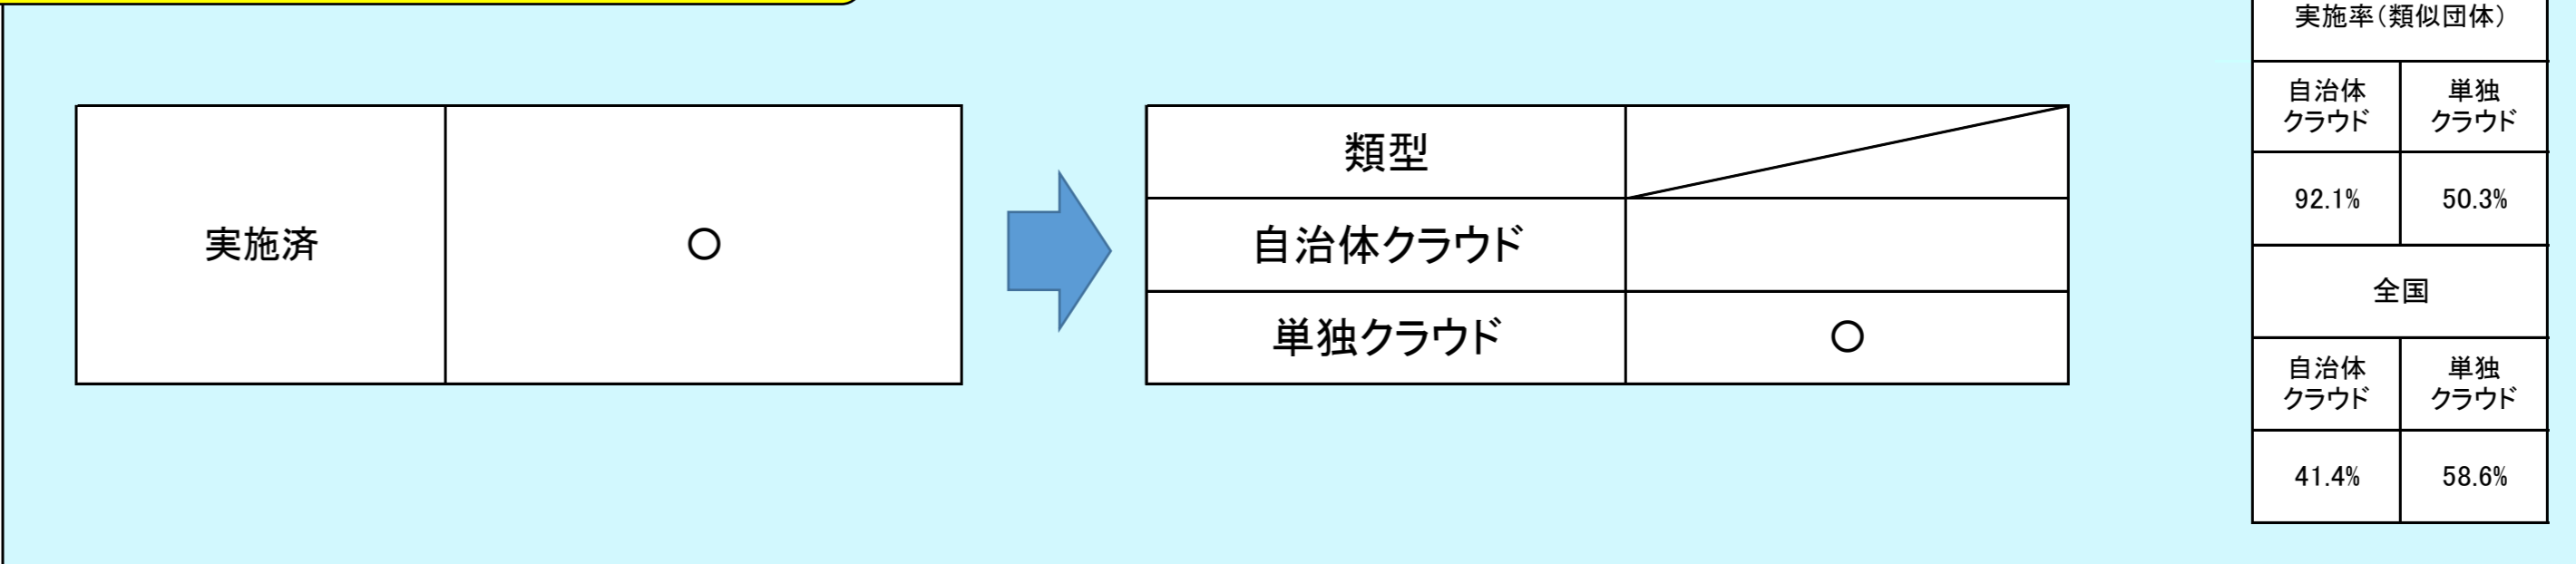 実施済
〇
類型
自治体クラウド
単独クラウド
〇
実施率(類似団体)
自治体
クラウド
単独
クラウド
92.1%
50.3%
全国
自治体
クラウド
単独
クラウド
41.4%
58.6%